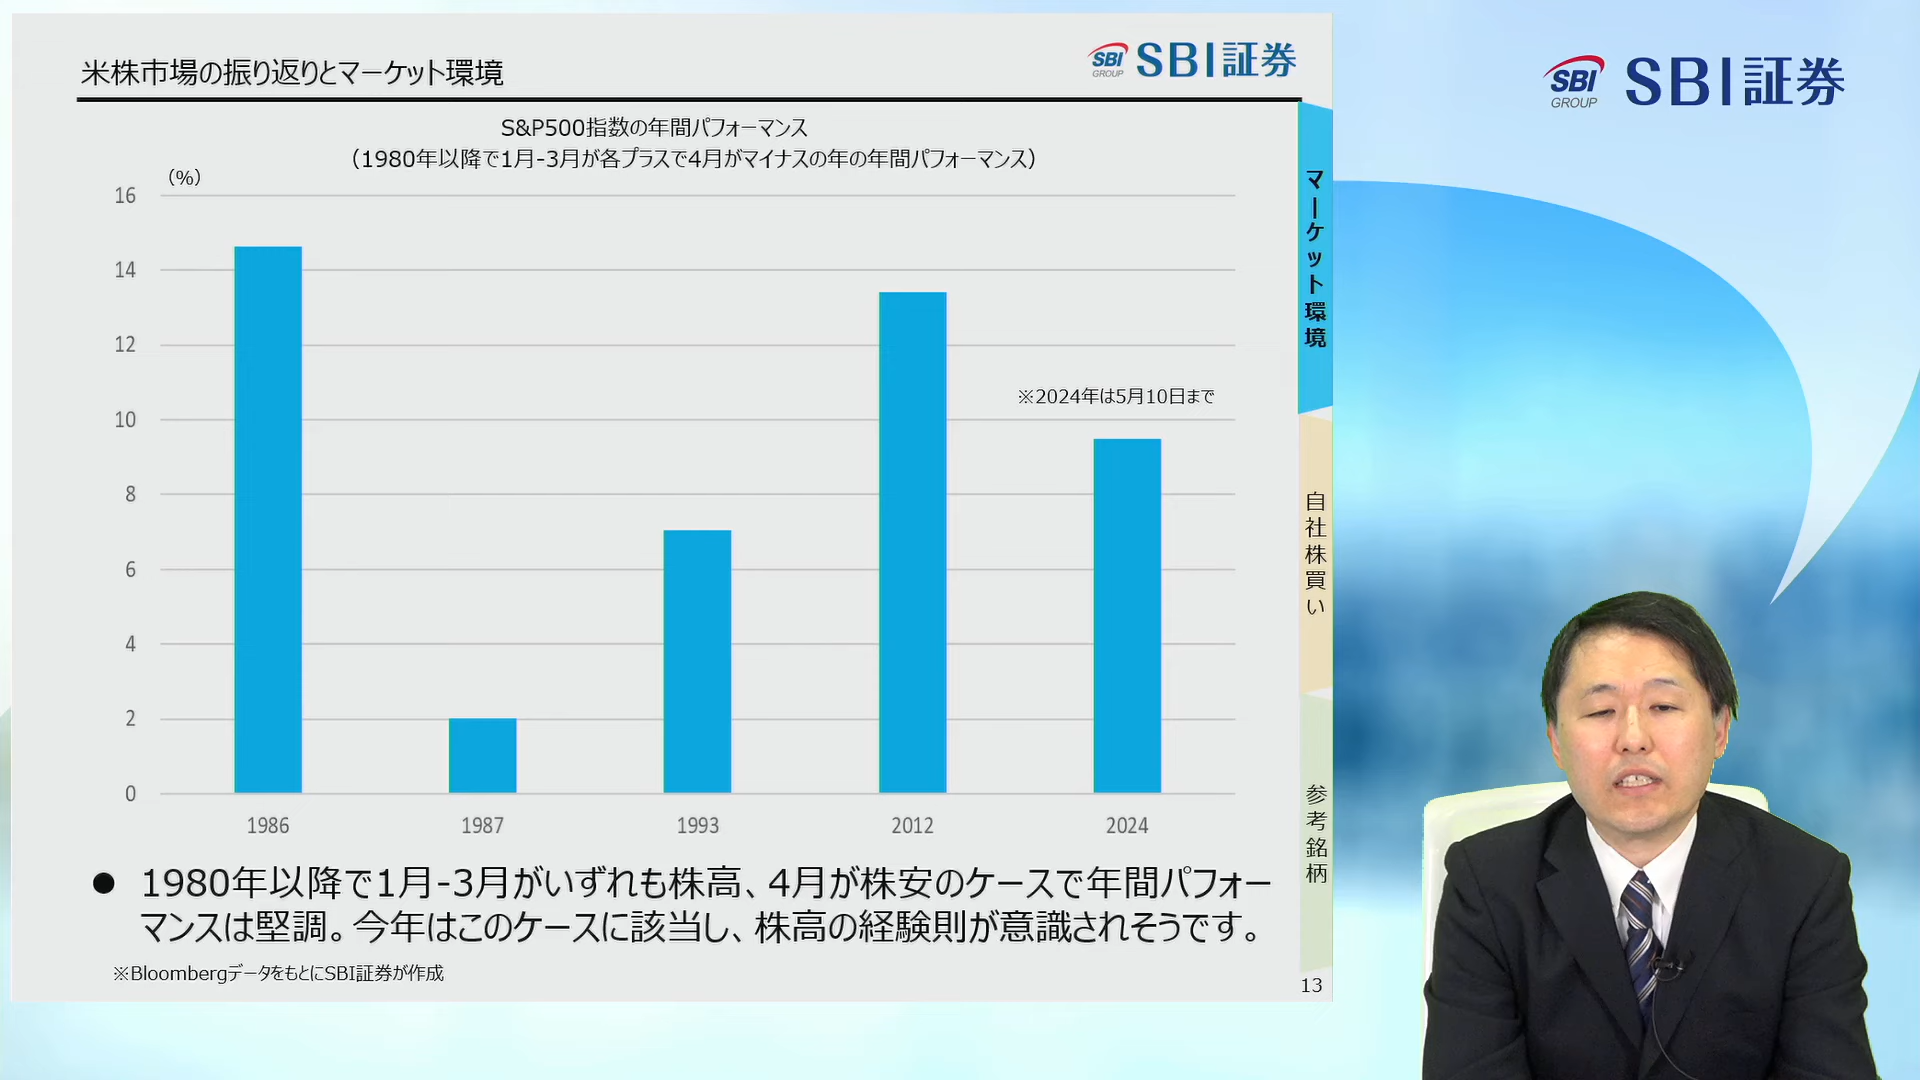 米株市場の振り返りとマーケット環境
SBI
GROUP
SBI証券
S&P500指数の年間パフォーマンス
（1980年以降で1月-3月が各プラスで4月がマイナスの年の年間パフォーマンス）
（%）
16
14
12
10
8
6
4
2
0
※2024年は5月10日まで
1986
1987
1993
2012
2024
● 1980年以降で1月-3月がいずれも株高、4月が株安のケースで年間パフォー
マンスは堅調。今年はこのケースに該当し、株高の経験則が意識されそうです。
※BloombergデータをもとにSBI証券が作成
13
マーケット環境
自社株買い
参考銘柄
SBI
GROUP
SBI証券